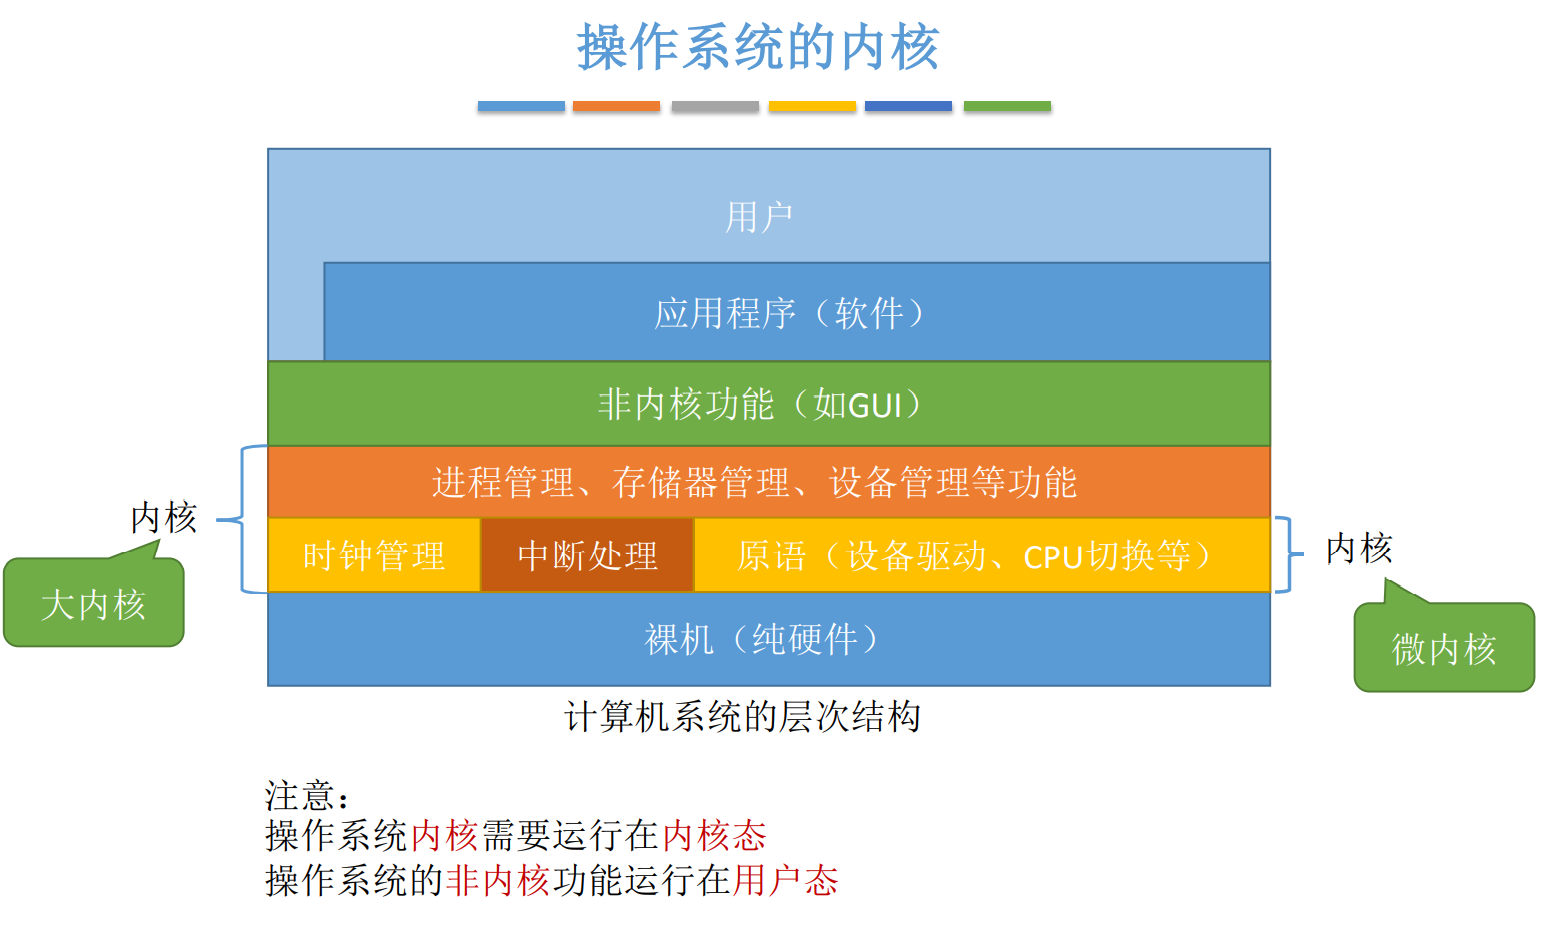 操作系统的内核
用户
应用程序（软件）
非内核功能（如GUI）
进程管理、存储器管理、设备管理等功能
内核
大内核
时钟管理
中断处理
原语（设备驱动、CPU切换等）
内核
微内核
裸机（纯硬件）
计算机系统的层次结构
注意：
操作系统内核需要运行在内核态
操作系统的非内核功能运行在用户态